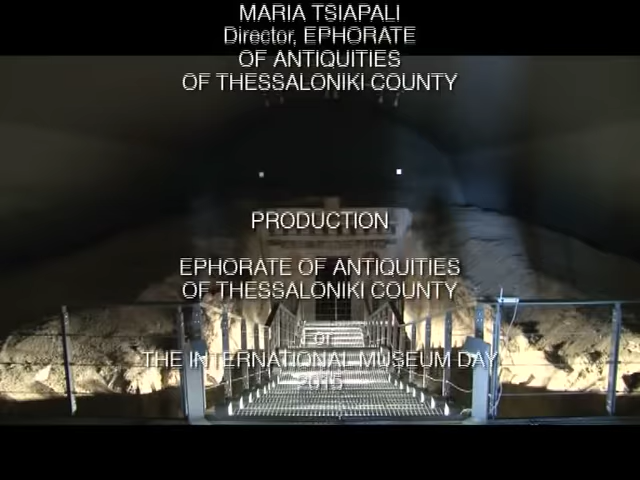 MARIA TSIAPALI
Director, EPHORATE
OF ANTIQUITIES
OF THESSALONIKI COUNTY
PRODUCTION
EPHORATE OF ANTIQUITIES
OF THESSALONIKI COUNTY
THE INTERNATIONAL MUSEUM DAY
2015